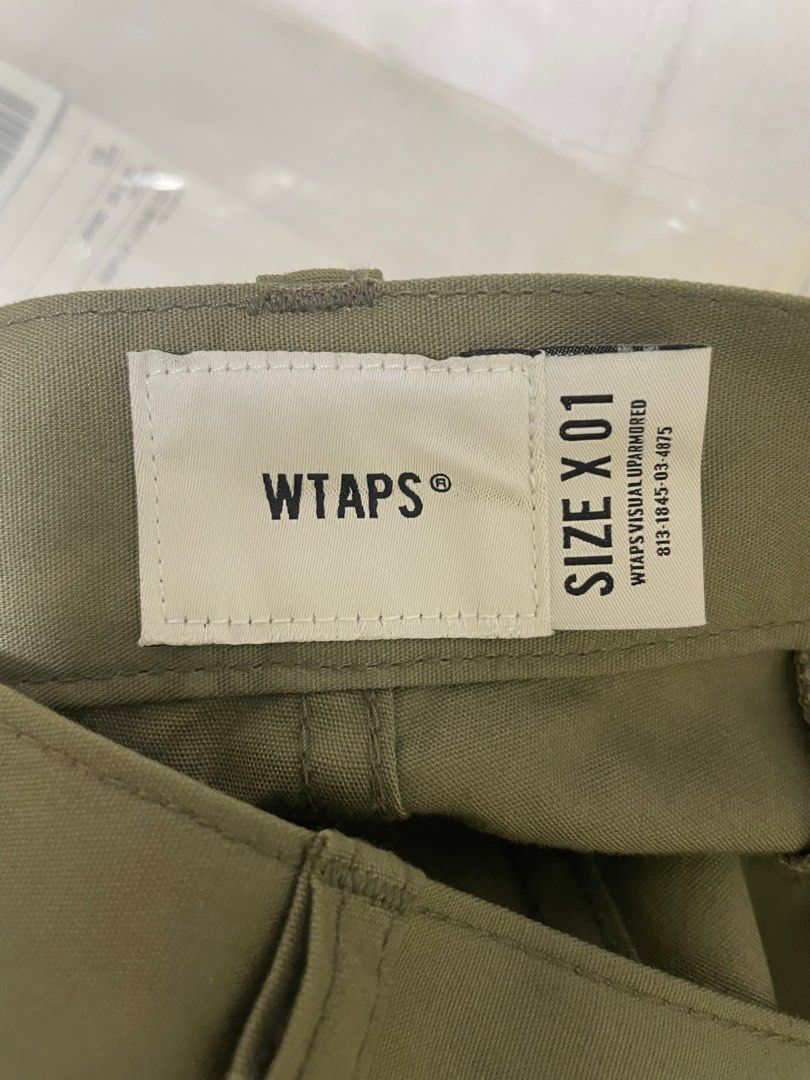 WTAPS®
SIZE X 01
WTAPS VISUAL UPARMORED
813-1845-03-4875